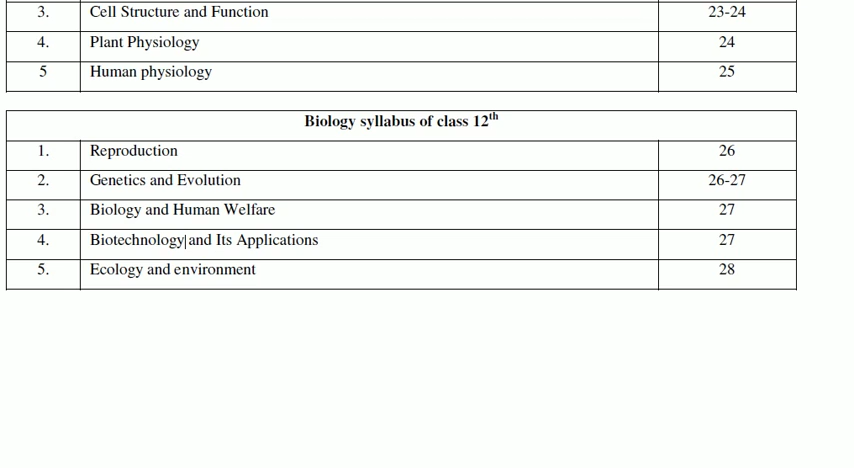 3. Cell Structure and Function 23-24
4. Plant Physiology 24
5 Human physiology 25
Biology syllabus of class 12th
1. Reproduction 26
2. Genetics and Evolution 26-27
3. Biology and Human Welfare 27
4. Biotechnology and Its Applications 27
5. Ecology and environment 28